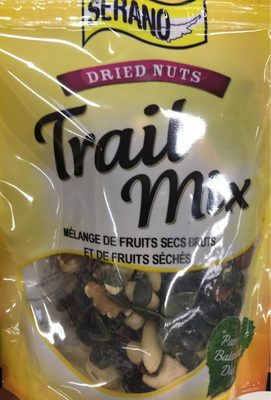 SERANO
DRIED NUTS
Trail
Mix
MÉLANGE DE FRUITS SECS BRUTS
ET DE FRUITS SÉCHÉS